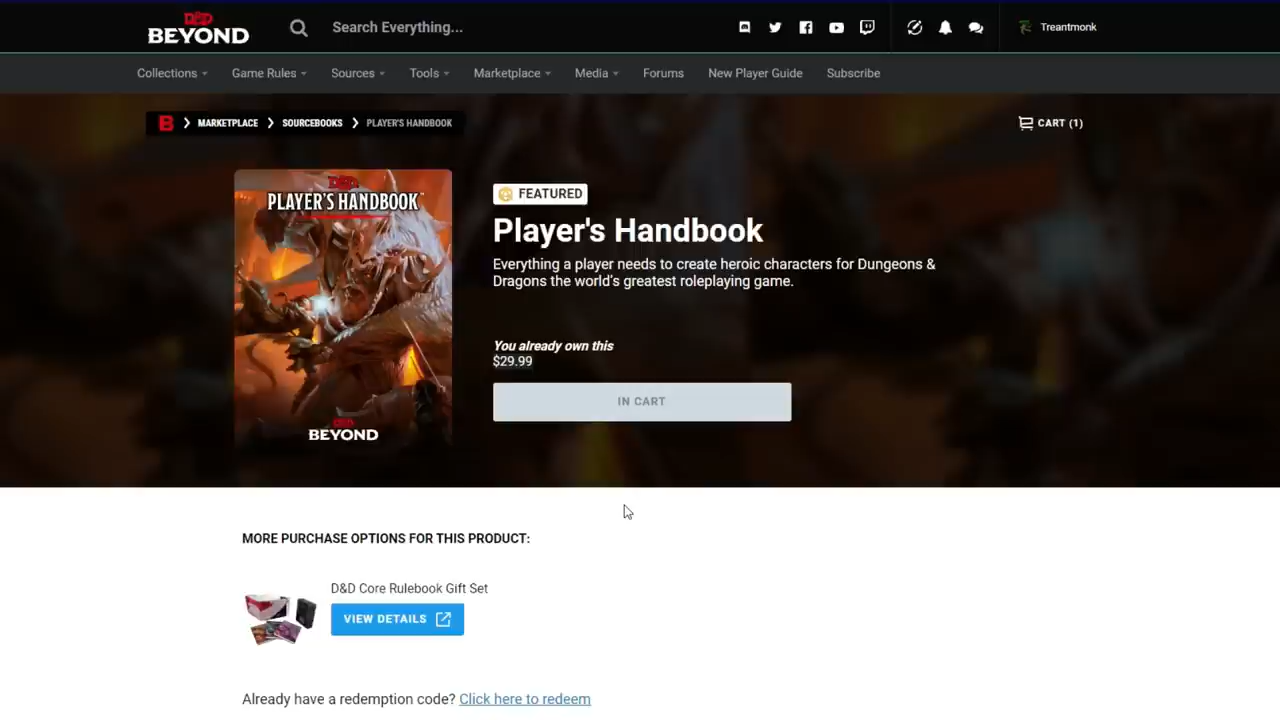 D&D
BEYOND
Search Everything...
Treantmonk
Collections
Game Rules
Sources
Tools
Marketplace
Media
Forums
New Player Guide
Subscribe
B
MARKETPLACE
SOURCEBOOKS
PLAYER'S HANDBOOK
CART (1)
D&D
PLAYER'S HANDBOOK™
D&D
BEYOND
FEATURED
Player's Handbook
Everything a player needs to create heroic characters for Dungeons &
Dragons the world's greatest roleplaying game.
You already own this
$29.99
IN CART
MORE PURCHASE OPTIONS FOR THIS PRODUCT:
D&D Core Rulebook Gift Set
VIEW DETAILS
Already have a redemption code? Click here to redeem